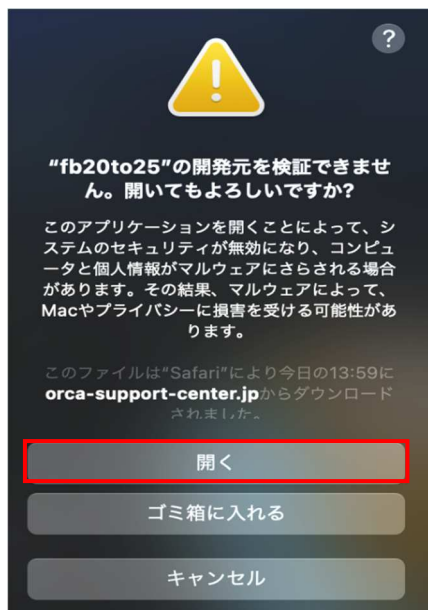 ?
“fb20to25”の開発元を検証できませ
ん。開いてもよろしいですか?
このアプリケーションを開くことによって、シ
ステムのセキュリティが無効になり、コンピュ
ータと個人情報がマルウェアにさらされる場合
があります。その結果、マルウェアによって、
Macやプライバシーに損害を受ける可能性があ
ります。
このファイルは“Safari”により今日の13:59に
orca-support-center.jpからダウンロード
されました。
開く
ゴミ箱に入れる
キャンセル